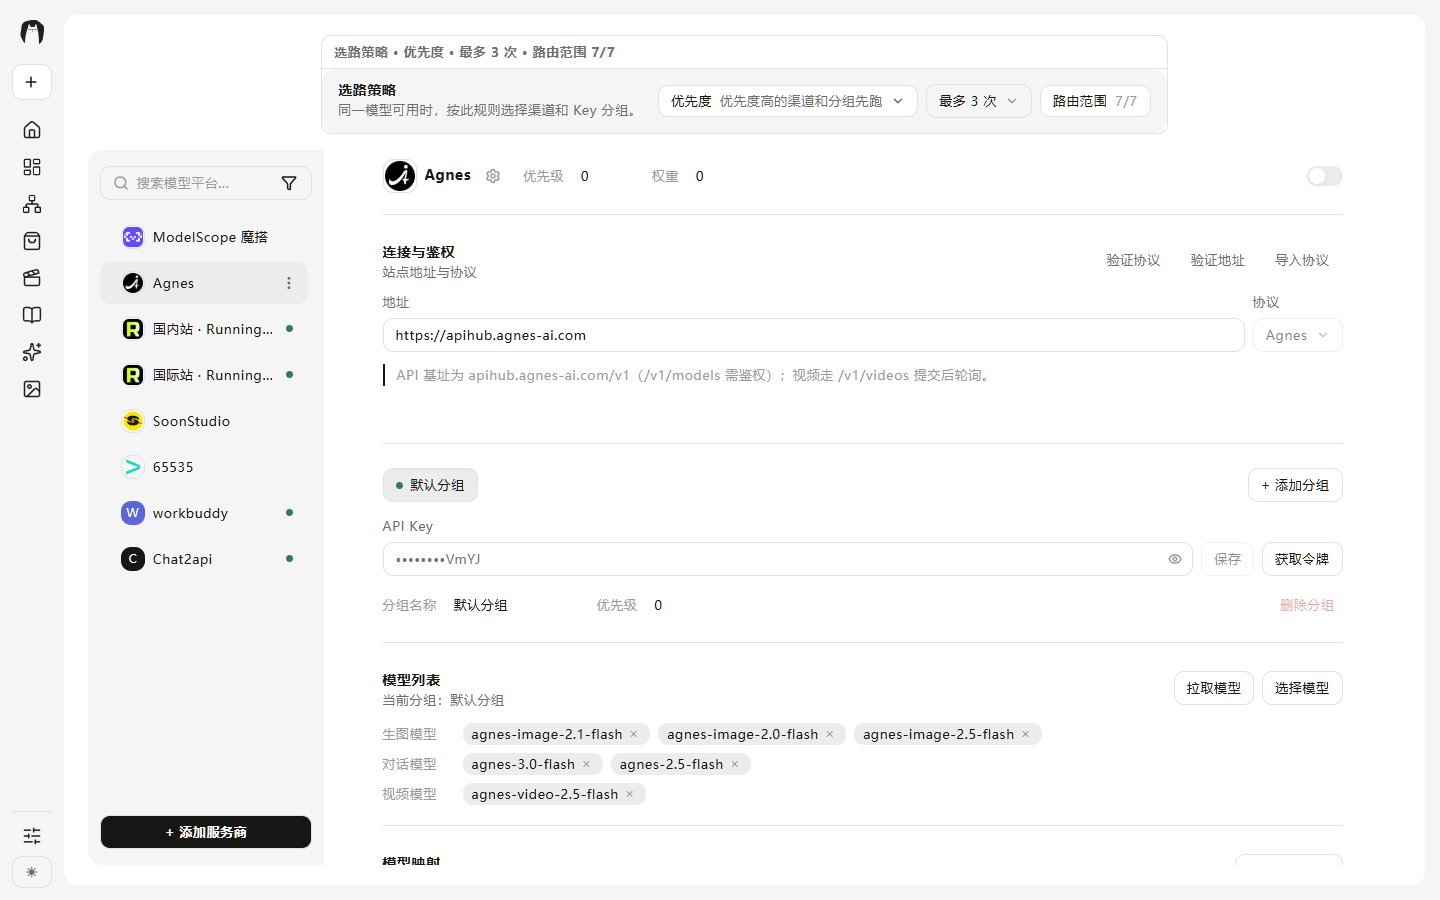 选路策略 • 优先度 • 最多 3 次 • 路由范围 7/7
选路策略
同一模型可用时，按此规则选择渠道和 Key 分组。
优先度 优先度高的渠道和分组先跑
最多 3 次
路由范围 7/7
搜索模型平台...
ModelScope 魔搭
Agnes
国内站 · Running...
国际站 · Running...
SoonStudio
65535
W workbuddy
C Chat2api
+ 添加服务商
Agnes 优先级 0 权重 0
连接与鉴权
站点地址与协议
验证协议 验证地址 导入协议
地址 协议
https://apihub.agnes-ai.com Agnes
API 基址为 apihub.agnes-ai.com/v1（/v1/models 需鉴权）；视频走 /v1/videos 提交后轮询。
默认分组 + 添加分组
API Key
••••••••VmYJ 保存 获取令牌
分组名称 默认分组 优先级 0 删除分组
模型列表
当前分组：默认分组
拉取模型 选择模型
生图模型 agnes-image-2.1-flash × agnes-image-2.0-flash × agnes-image-2.5-flash ×
对话模型 agnes-3.0-flash × agnes-2.5-flash ×
视频模型 agnes-video-2.5-flash ×
模型映射